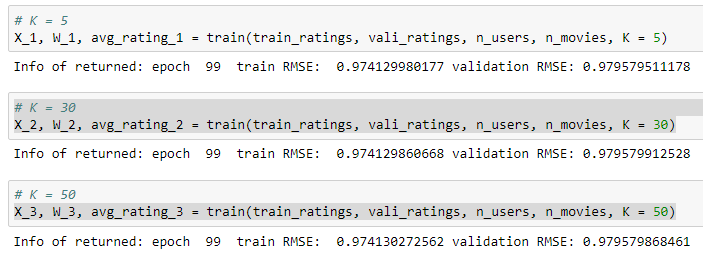 # K = 5
X_1, W_1, avg_rating_1 = train(train_ratings, vali_ratings, n_users, n_movies, K = 5)
Info of returned: epoch  99  train RMSE:  0.974129980177 validation RMSE: 0.979579511178
# K = 30
X_2, W_2, avg_rating_2 = train(train_ratings, vali_ratings, n_users, n_movies, K = 30)
Info of returned: epoch  99  train RMSE:  0.974129860668 validation RMSE: 0.979579912528
# K = 50
X_3, W_3, avg_rating_3 = train(train_ratings, vali_ratings, n_users, n_movies, K = 50)
Info of returned: epoch  99  train RMSE:  0.974130272562 validation RMSE: 0.979579868461